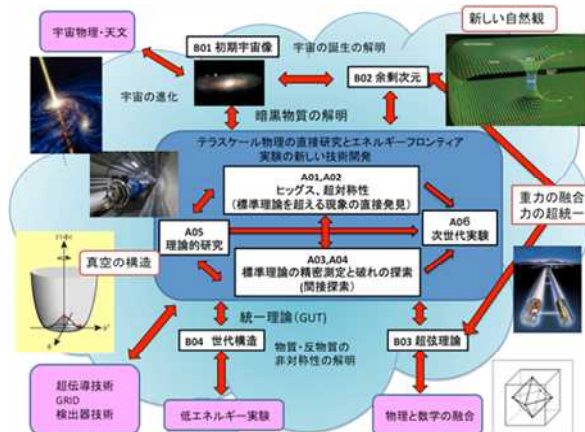 宇宙物理・天文
B01 初期宇宙像
宇宙の誕生の解明
新しい自然観
B02 余剰次元
宇宙の進化
暗黒物質の解明
テラスケール物理の直接研究とエネルギーフロンティア
実験の新しい技術開発
A01,A02
ヒッグス、超対称性
(標準理論を超える現象の直接発見)
重力の融合
力の超統一
A05
理論的研究
A06
次世代実験
真空の構造
A03,A04
標準理論の精密測定と破れの探索
(間接探索)
統一理論(GUT)
B04 世代構造
物質・反物質の
非対称性の解明
B03 超弦理論
超伝導技術
GRID
検出器技術
低エネルギー実験
物理と数学の融合